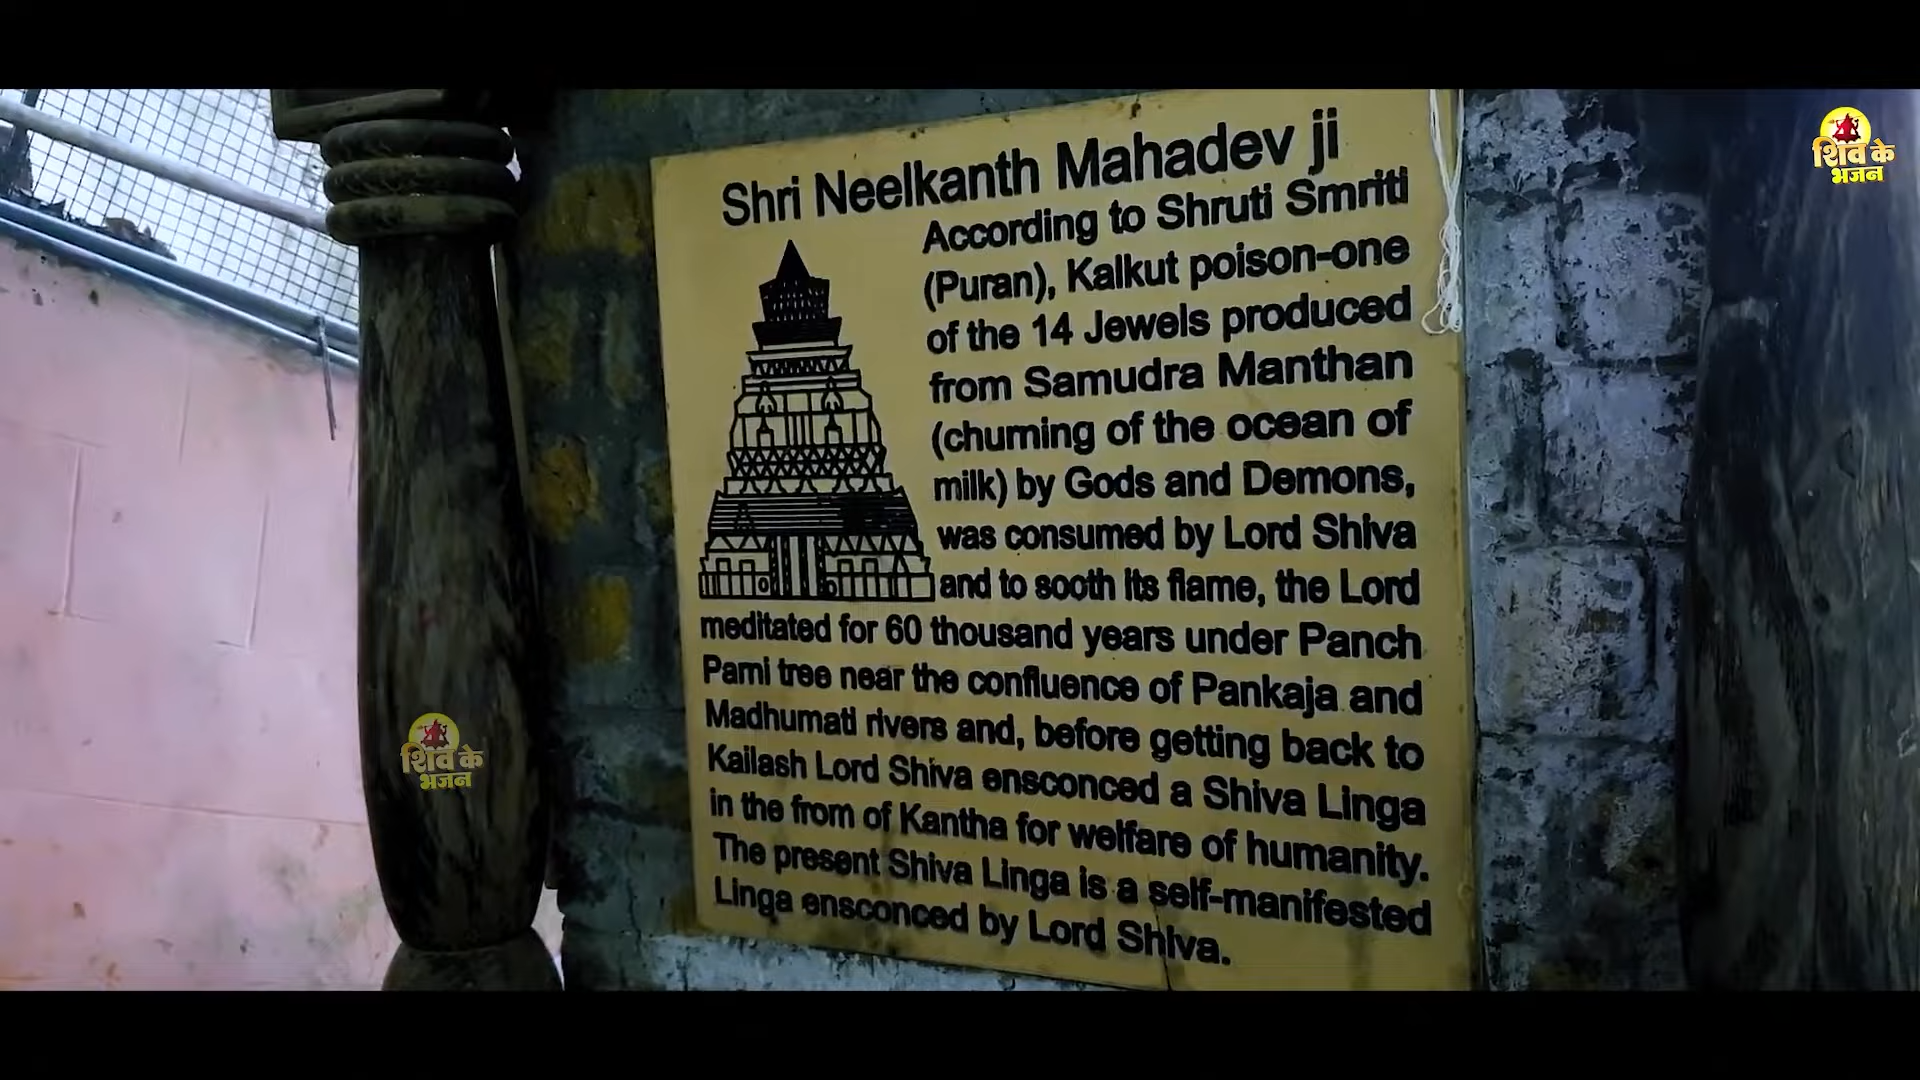 Shri Neelkanth Mahadev ji
According to Shruti Smriti
(Puran), Kalkut poison-one
of the 14 Jewels produced
from Samudra Manthan
(churning of the ocean of
milk) by Gods and Demons,
was consumed by Lord Shiva
and to sooth its flame, the Lord
meditated for 60 thousand years under Panch
Parni tree near the confluence of Pankaja and
Madhumati rivers and, before getting back to
Kailash Lord Shiva ensconced a Shiva Linga
in the from of Kantha for welfare of humanity.
The present Shiva Linga is a self-manifested
Linga ensconced by Lord Shiva.
शिव के
भजन
शिव के
भजन